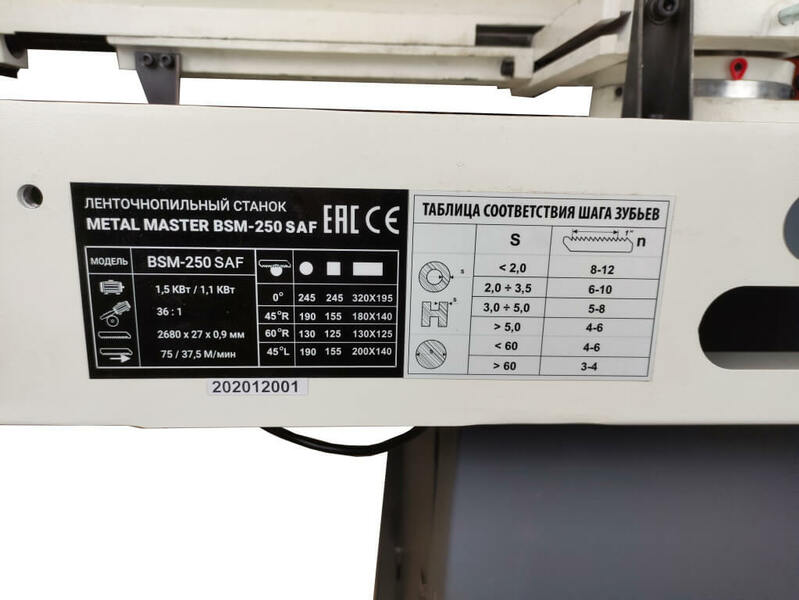 ЛЕНТОЧНОПИЛЬНЫЙ СТАНОК
METAL MASTER BSM-250 SAF
EAC CE
МОДЕЛЬ BSM-250 SAF
1,5 КВт / 1,1 КВт
36 : 1
2680 x 27 x 0,9 мм
75 / 37,5 М/мин
0° 245 245 320X195
45°R 190 155 180X140
60°R 130 125 130X125
45°L 190 155 200X140
202012001
ТАБЛИЦА СООТВЕТСТВИЯ ШАГА ЗУБЬЕВ
S 1" n
S
S
< 2,0 8-12
2,0 ÷ 3,5 6-10
3,0 ÷ 5,0 5-8
> 5,0 4-6
< 60 4-6
> 60 3-4